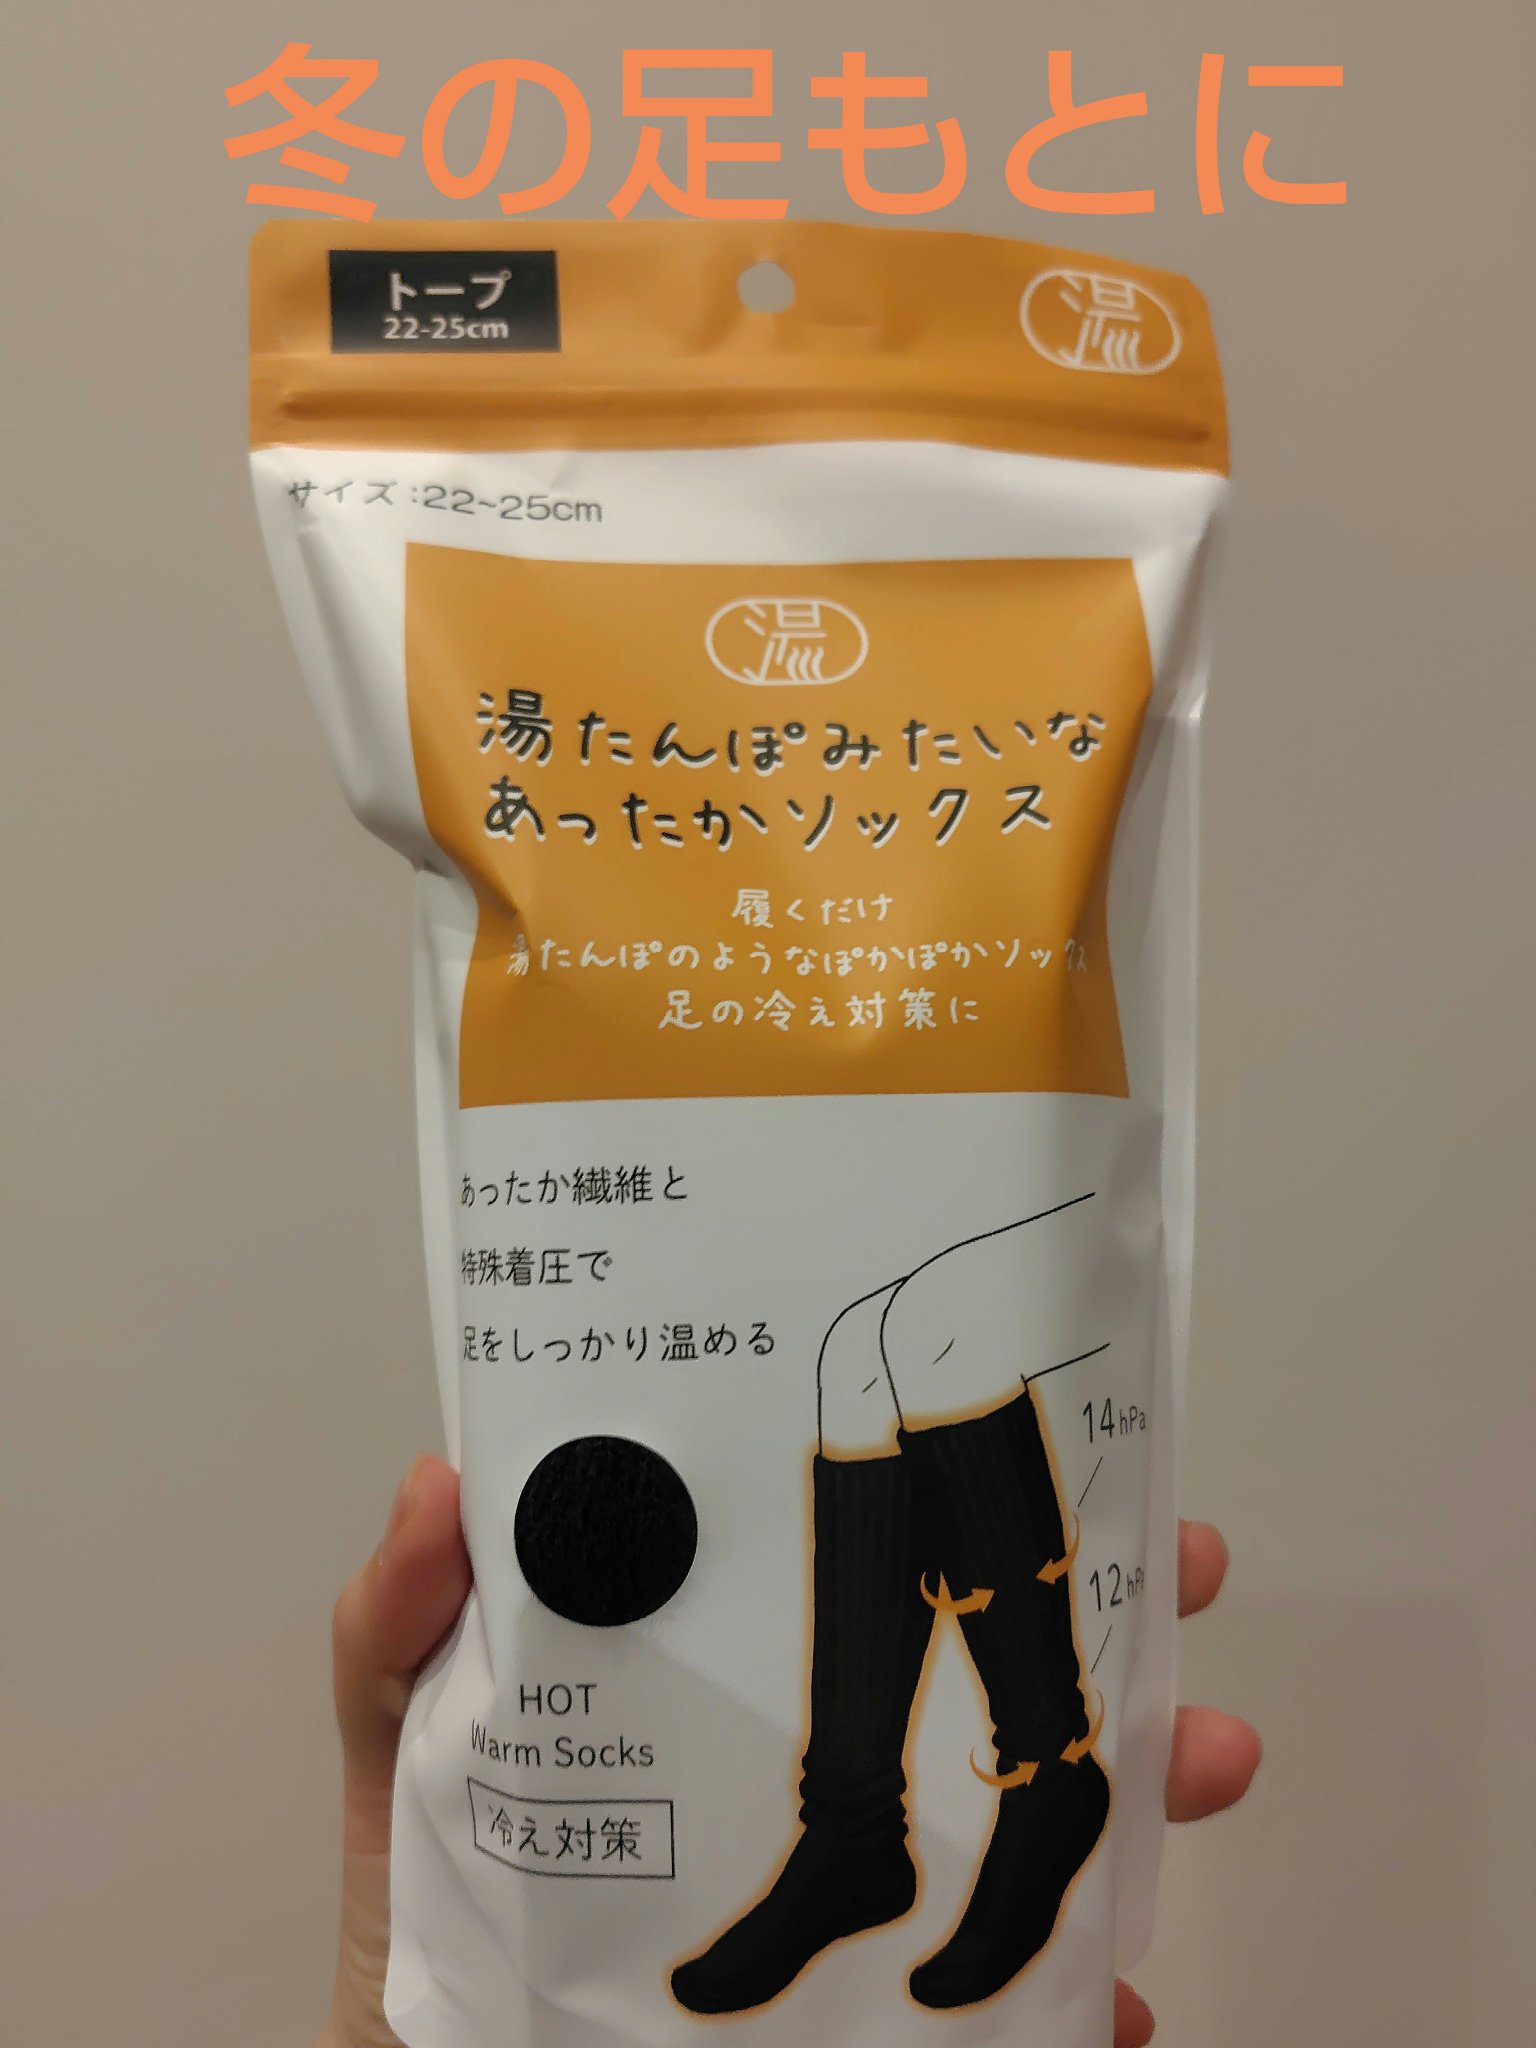 冬の足もとに
トープ
22-25cm
湯
サイズ:22~25cm
湯
湯たんぽみたいな
あったかソックス
履くだけ
湯たんぽのようなぽかぽかソックス
足の冷え対策に
あったか繊維と
特殊着圧で
足をしっかり温める
14hPa
12hPa
HOT
Warm Socks
冷え対策